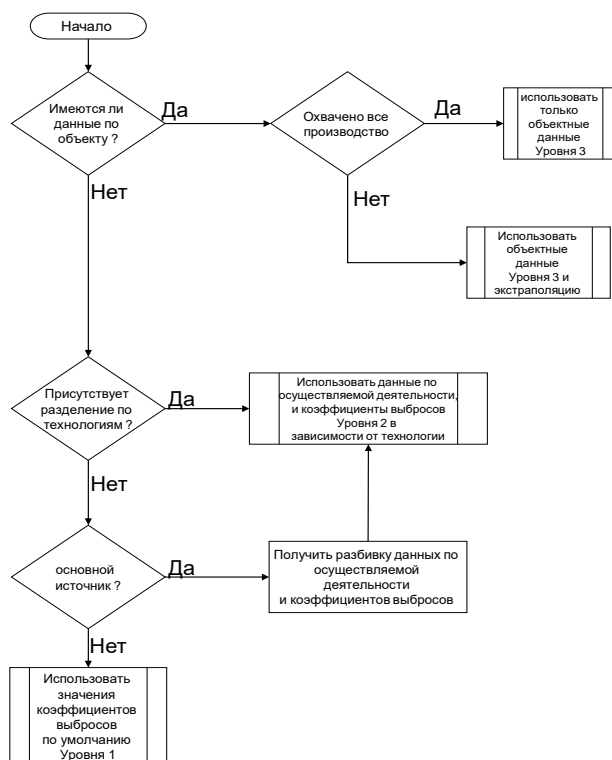 Начало
Имеются ли
данные по
объекту ?
Да
Охвачено все
производство
Да
использовать
только
объектные
данные
Уровня 3
Нет
Нет
Использовать
объектные
данные
Уровня 3 и
экстраполяцию
Присутствует
разделение по
технологиям ?
Да
Использовать данные по
осуществляемой деятельности,
и коэффициенты выбросов
Уровня 2 в
зависимости от технологии
Нет
основной
источник ?
Да
Получить разбивку данных по
осуществляемой
деятельности
и коэффициентов выбросов
Нет
Использовать
значения
коэффициентов
выбросов
по умолчанию
Уровня 1